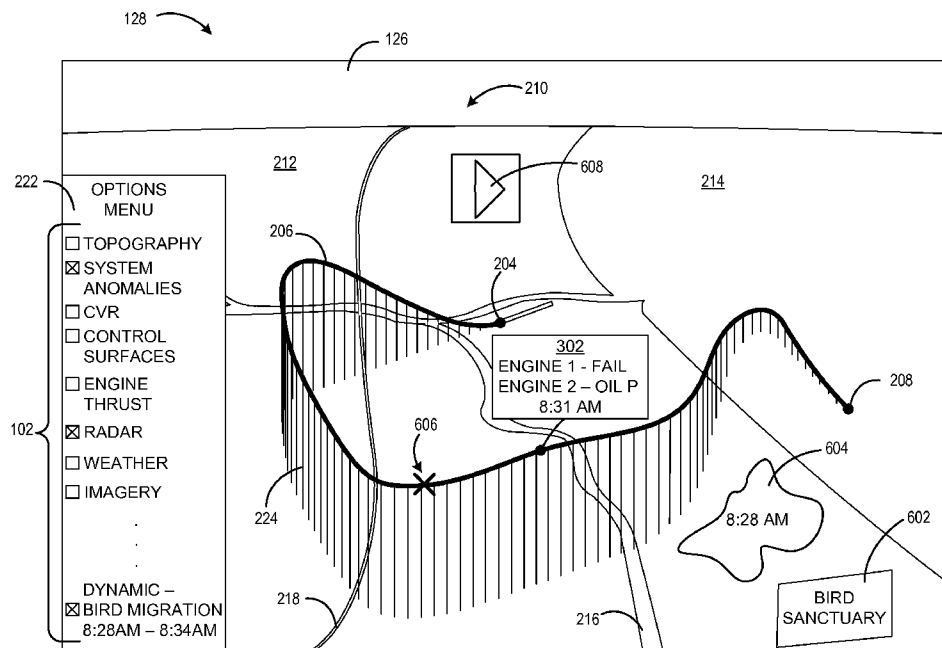 128
126
210
212
608
214
222
OPTIONS
MENU
206
204
TOPOGRAPHY
SYSTEM
ANOMALIES
CVR
CONTROL
SURFACES
302
ENGINE 1 - FAIL
ENGINE 2 – OIL P
8:31 AM
ENGINE
THRUST
208
102
RADAR
606
WEATHER
604
IMAGERY
224
8:28 AM
602
DYNAMIC –
BIRD MIGRATION
8:28AM – 8:34AM
218
216
BIRD
SANCTUARY